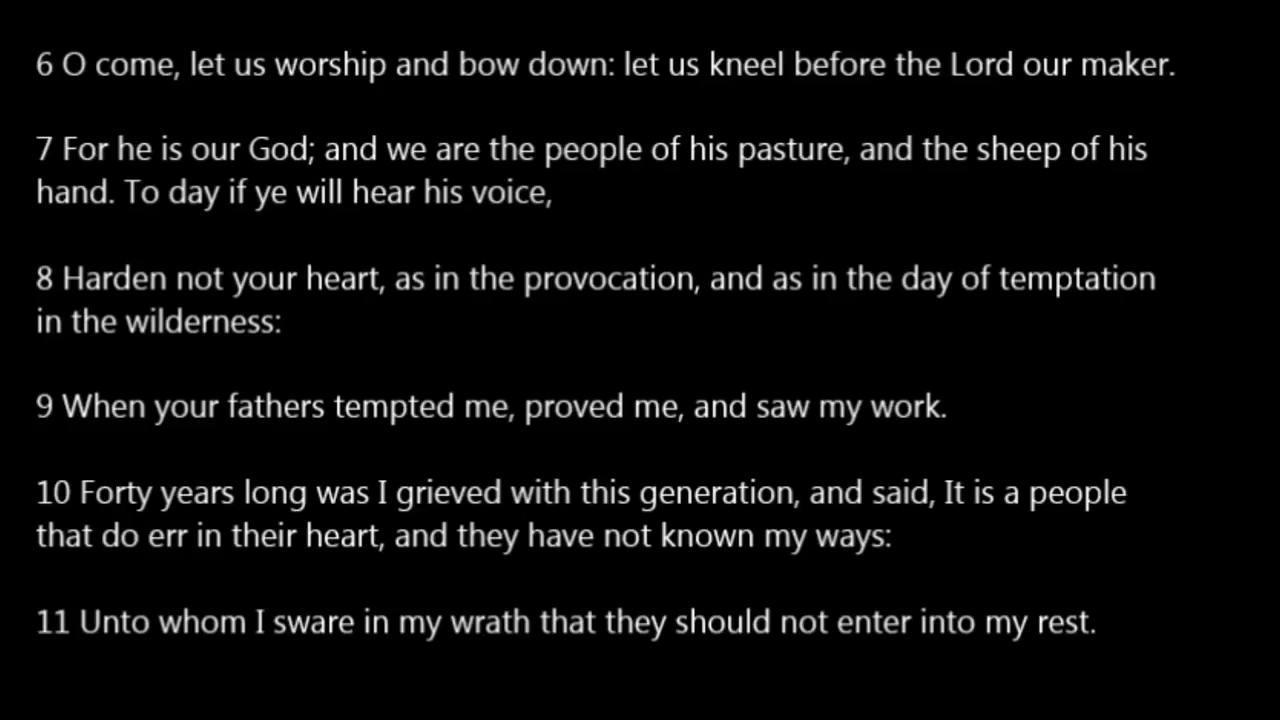 6 O come, let us worship and bow down: let us kneel before the Lord our maker.
7 For he is our God; and we are the people of his pasture, and the sheep of his
hand. To day if ye will hear his voice,
8 Harden not your heart, as in the provocation, and as in the day of temptation
in the wilderness:
9 When your fathers tempted me, proved me, and saw my work.
10 Forty years long was I grieved with this generation, and said, It is a people
that do err in their heart, and they have not known my ways:
11 Unto whom I sware in my wrath that they should not enter into my rest.